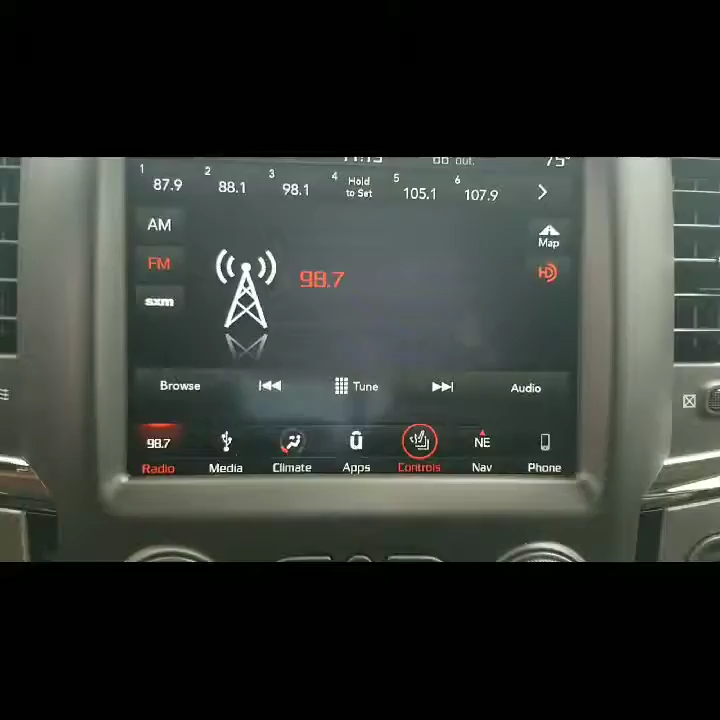 75°
1 87.9 2 88.1 3 98.1 4 Hold to Set 5 105.1 6 107.9
AM
Map
FM
98.7
HD
sxm
Browse Tune Audio
98.7 NE
Radio Media Climate Apps Controls Nav Phone